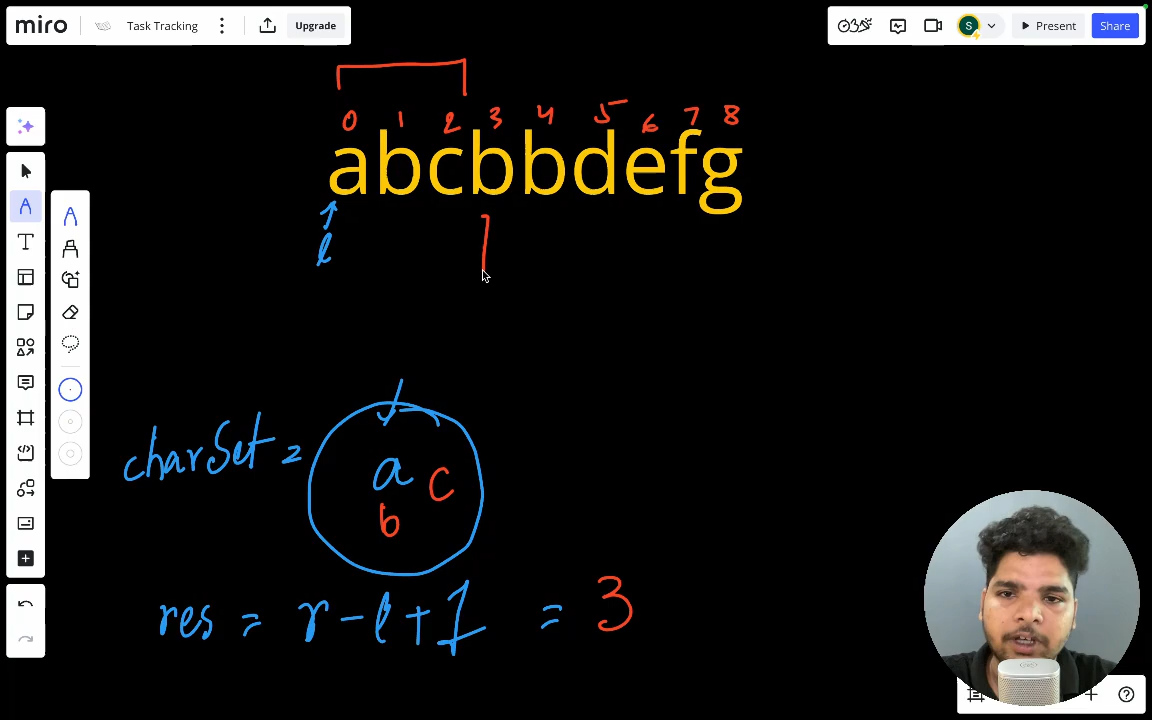 miro Task Tracking Upgrade Present Share
S
0 1 2 3 4 5 6 7 8
abcbbdefg
l
charSet =
a c
b
res = r - l + 1 = 3